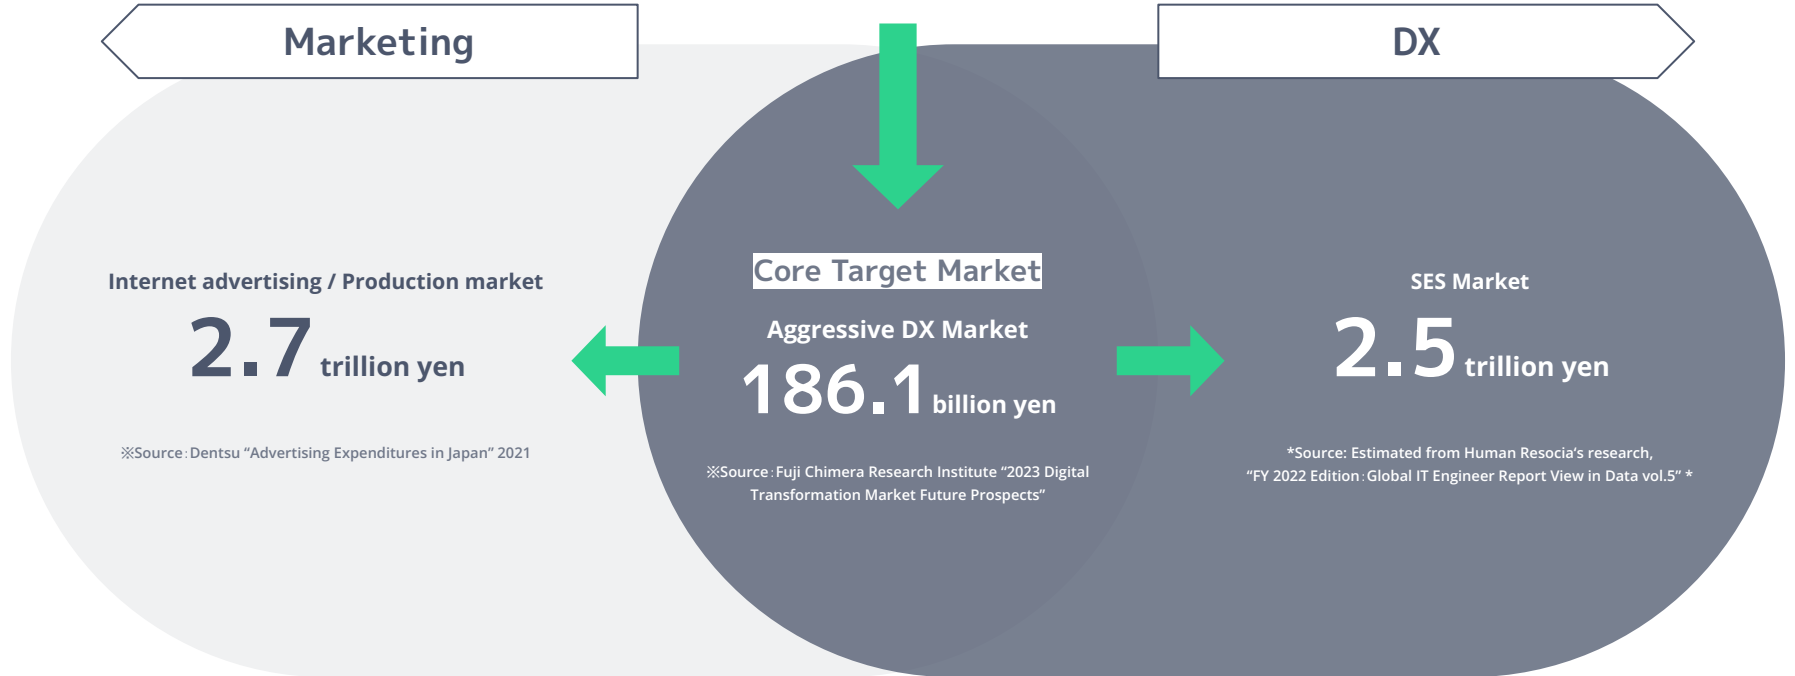 Marketing
DX
Internet advertising / Production market
2.7 trillion yen
※Source:Dentsu “Advertising Expenditures in Japan” 2021
Core Target Market
Aggressive DX Market
186.1 billion yen
※Source:Fuji Chimera Research Institute “2023 Digital
Transformation Market Future Prospects”
SES Market
2.5 trillion yen
*Source: Estimated from Human Resocia’s research,
“FY 2022 Edition:Global IT Engineer Report View in Data vol.5” *